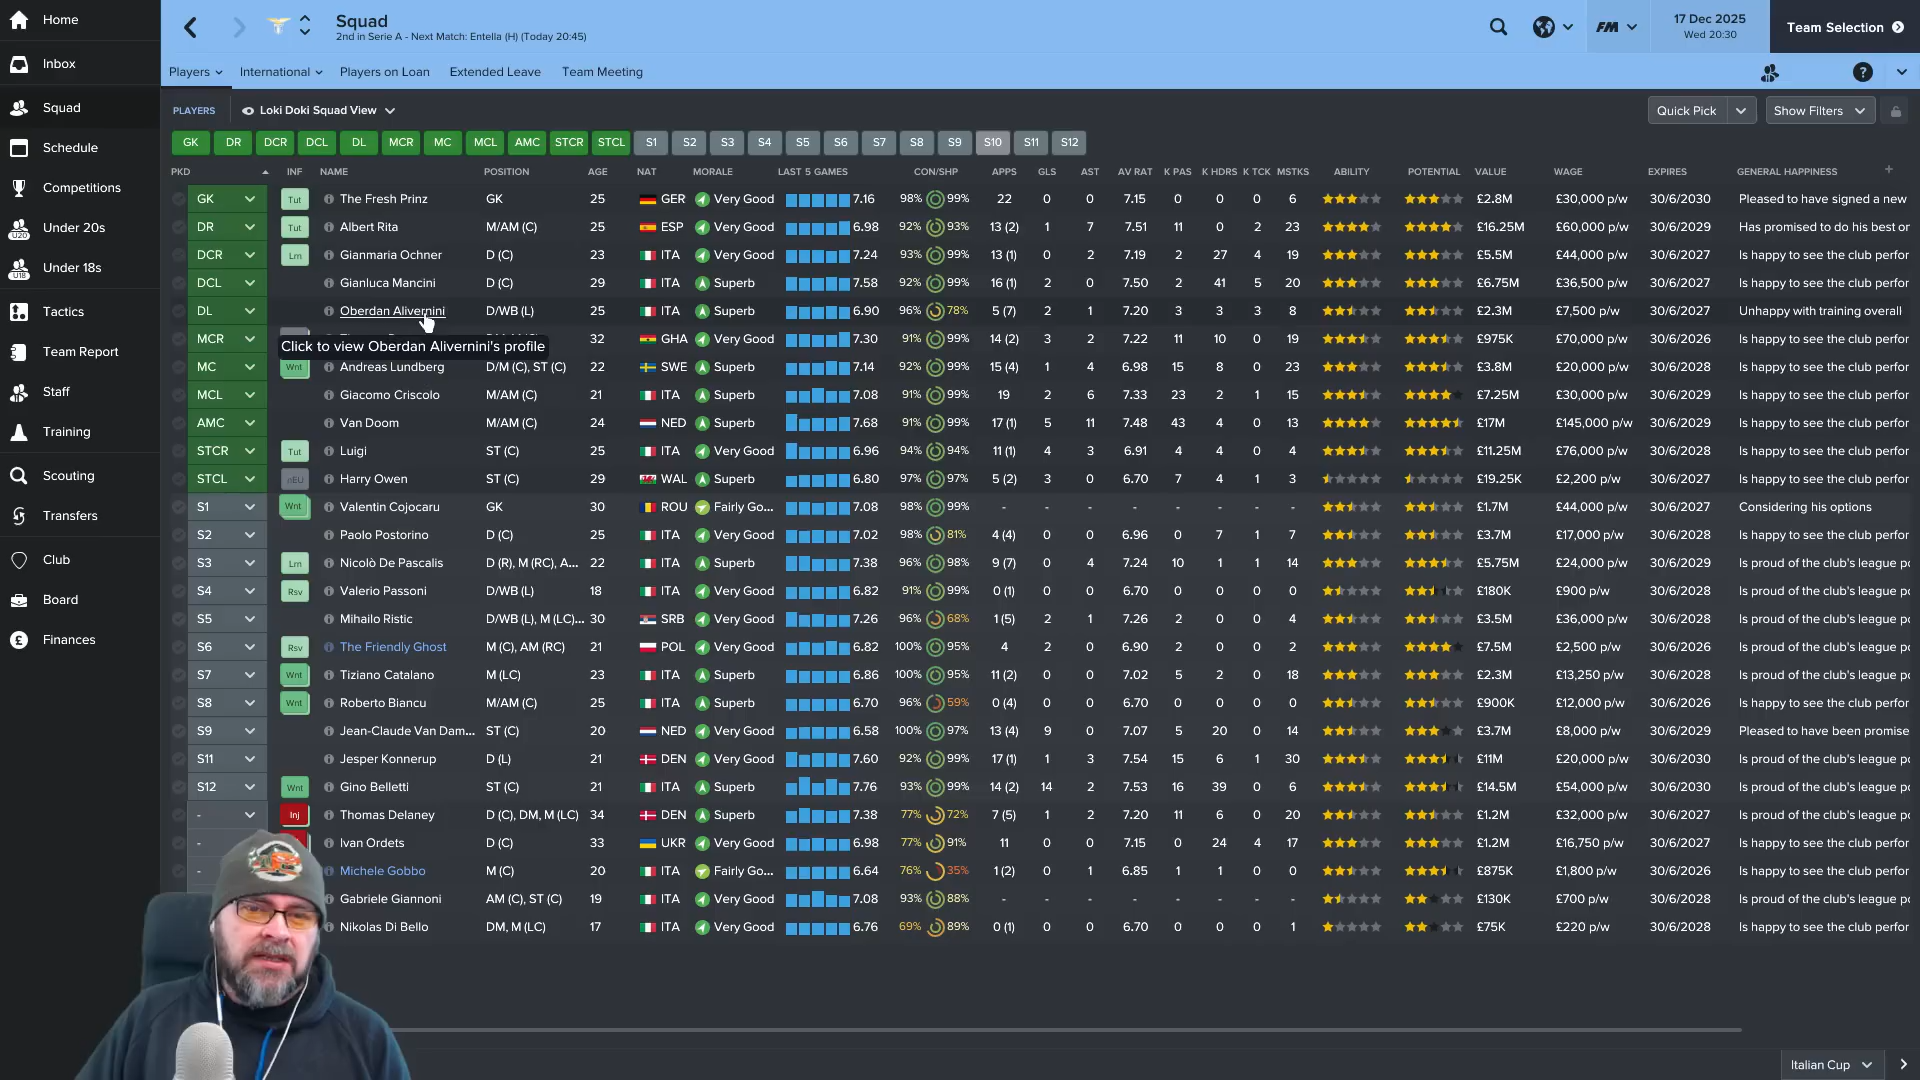 Home
Inbox
Squad
Schedule
Competitions
Under 20s
Under 18s
Tactics
Team Report
Staff
Training
Scouting
Transfers
Club
Board
Finances
Squad
2nd in Serie A - Next Match: Entella (H) (Today 20:45)
FM
17 Dec 2025
Wed 20:30
Team Selection
Players International Players on Loan Extended Leave Team Meeting
PLAYERS Loki Doki Squad View Quick Pick Show Filters
GK DR DCR DCL DL MCR MC MCL AMC STCR STCL S1 S2 S3 S4 S5 S6 S7 S8 S9 S10 S11 S12
PKD INF NAME POSITION AGE NAT MORALE LAST 5 GAMES CON/SHP APPS GLS AST AV RAT K PAS K HDRS K TCK MSTKS ABILITY POTENTIAL VALUE WAGE EXPIRES GENERAL HAPPINESS
GK Tut The Fresh Prinz GK 25 GER Very Good 7.16 98% 99% 22 0 0 7.15 0 0 0 6 £2.8M £30,000 p/w 30/6/2030 Pleased to have signed a new
DR Tut Albert Rita M/AM (C) 25 ESP Very Good 6.98 92% 93% 13 (2) 1 7 7.51 11 0 2 23 £16.25M £60,000 p/w 30/6/2029 Has promised to do his best or
DCR Lrn Gianmaria Ochner D (C) 23 ITA Very Good 7.24 93% 99% 13 (1) 0 2 7.19 2 27 4 19 £5.5M £44,000 p/w 30/6/2027 Is happy to see the club perfor
DCL Gianluca Mancini D (C) 29 ITA Superb 7.58 92% 99% 16 (1) 2 0 7.50 2 41 5 20 £6.75M £36,500 p/w 30/6/2027 Is happy to see the club perfor
DL Oberdan Alivernini D/WB (L) 25 ITA Superb 6.90 96% 78% 5 (7) 2 1 7.20 3 3 3 8 £2.3M £7,500 p/w 30/6/2027 Unhappy with training overall
MCR 32 GHA Very Good 7.30 91% 99% 14 (2) 3 2 7.22 11 10 0 19 £975K £70,000 p/w 30/6/2026 Is happy to see the club perfor
Click to view Oberdan Alivernini's profile
MC Wnt Andreas Lundberg D/M (C), ST (C) 22 SWE Superb 7.14 92% 99% 15 (4) 1 4 6.98 15 8 0 23 £3.8M £20,000 p/w 30/6/2028 Is happy to see the club perfor
MCL Giacomo Criscolo M/AM (C) 21 ITA Superb 7.08 91% 99% 19 2 6 7.33 23 2 1 15 £7.25M £30,000 p/w 30/6/2029 Is happy to see the club perfor
AMC Van Doom M/AM (C) 24 NED Superb 7.68 91% 99% 17 (1) 5 11 7.48 43 4 0 13 £17M £145,000 p/w 30/6/2029 Is happy to see the club perfor
STCR Tut Luigi ST (C) 25 ITA Very Good 6.96 94% 94% 11 (1) 4 3 6.91 4 4 0 4 £11.25M £76,000 p/w 30/6/2028 Is happy to see the club perfor
STCL nEU Harry Owen ST (C) 29 WAL Superb 6.80 97% 97% 5 (2) 3 0 6.70 7 4 1 3 £19.25K £2,200 p/w 30/6/2027 Is happy to see the club perfor
S1 Wnt Valentin Cojocaru GK 30 ROU Fairly Go... 7.08 98% 99% - - - - - - - - £1.7M £44,000 p/w 30/6/2027 Considering his options
S2 Paolo Postorino D (C) 25 ITA Very Good 7.02 98% 81% 4 (4) 0 0 6.96 0 7 1 7 £3.7M £17,000 p/w 30/6/2028 Is happy to see the club perfor
S3 Lrn Nicolò De Pascalis D (R), M (RC), A... 22 ITA Superb 7.38 96% 98% 9 (7) 0 4 7.24 10 1 1 14 £5.75M £24,000 p/w 30/6/2029 Is proud of the club's league po
S4 Rsv Valerio Passoni D/WB (L) 18 ITA Very Good 6.82 91% 99% 0 (1) 0 0 6.70 0 0 0 0 £180K £900 p/w 30/6/2028 Is proud of the club's league po
S5 Mihailo Ristic D/WB (L), M (LC)... 30 SRB Very Good 7.26 96% 68% 1 (5) 2 1 7.26 2 0 0 4 £3.5M £36,000 p/w 30/6/2028 Is proud of the club's league po
S6 Rsv The Friendly Ghost M (C), AM (RC) 21 POL Very Good 6.82 100% 95% 4 2 0 6.90 2 0 0 2 £7.5M £2,500 p/w 30/6/2026 Is proud of the club's league po
S7 Wnt Tiziano Catalano M (LC) 23 ITA Superb 6.86 100% 95% 11 (2) 0 0 7.02 5 2 0 18 £2.3M £13,250 p/w 30/6/2028 Is proud of the club's league po
S8 Wnt Roberto Biancu M/AM (C) 25 ITA Superb 6.70 96% 59% 0 (4) 0 0 6.70 0 0 0 0 £900K £12,000 p/w 30/6/2026 Is happy to see the club perfor
S9 Jean-Claude Van Dam... ST (C) 20 NED Very Good 6.58 100% 97% 13 (4) 9 0 7.07 5 20 0 14 £3.7M £8,000 p/w 30/6/2029 Pleased to have been promise
S11 Jesper Konnerup D (L) 21 DEN Very Good 7.60 92% 99% 17 (1) 1 3 7.54 15 6 1 30 £11M £20,000 p/w 30/6/2030 Is happy to see the club perfor
S12 Wnt Gino Belletti ST (C) 21 ITA Superb 7.76 93% 99% 14 (2) 14 2 7.53 16 39 0 6 £14.5M £54,000 p/w 30/6/2030 Is happy to see the club perfor
- Inj Thomas Delaney D (C), DM, M (LC) 34 DEN Superb 7.38 77% 72% 7 (5) 1 2 7.20 11 6 0 20 £1.2M £32,000 p/w 30/6/2027 Is proud of the club's league po
- Ivan Ordets D (C) 33 UKR Very Good 6.98 77% 91% 11 0 0 7.15 0 24 4 17 £1.2M £16,750 p/w 30/6/2027 Is happy to see the club perfor
- Michele Gobbo M (C) 20 ITA Fairly Go... 6.64 76% 35% 1 (2) 0 1 6.85 1 1 0 0 £875K £1,800 p/w 30/6/2026 Is happy to see the club perfor
Gabriele Giannoni AM (C), ST (C) 19 ITA Very Good 7.08 93% 88% - - - - - - - - £130K £700 p/w 30/6/2028 Is proud of the club's league po
Nikolas Di Bello DM, M (LC) 17 ITA Very Good 6.76 69% 89% 0 (1) 0 0 6.70 0 0 0 1 £75K £220 p/w 30/6/2028 Is happy to see the club perfor
Italian Cup